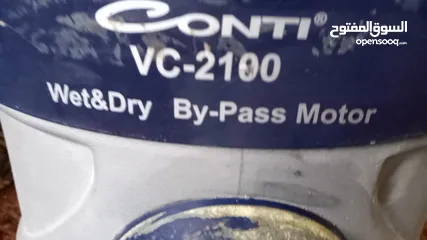 السوق المفتوح
opensooq.com
CONTI®
VC-2100
Wet&Dry By-Pass Motor